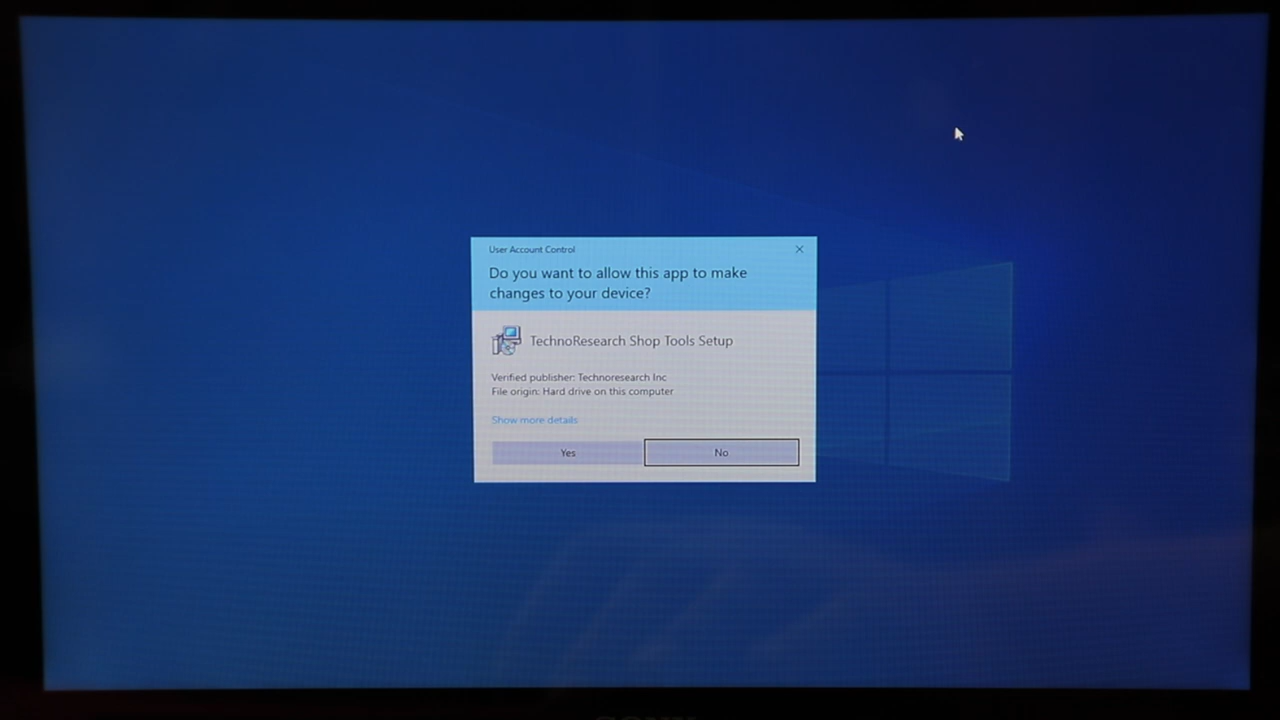 User Account Control
Do you want to allow this app to make
changes to your device?
TechnoResearch Shop Tools Setup
Verified publisher: Technoresearch Inc
File origin: Hard drive on this computer
Show more details
Yes
No